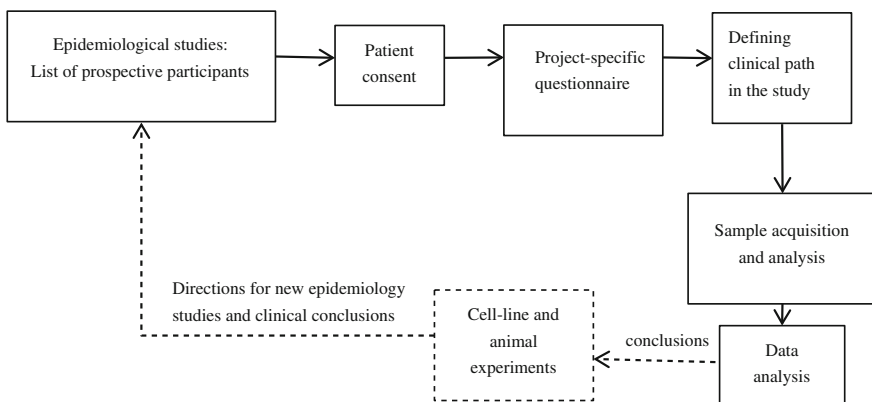 Epidemiological studies:
List of prospective participants
Patient
consent
Project-specific
questionnaire
Defining
clinical path
in the study
Sample acquisition
and analysis
Data
analysis
conclusions
Cell-line and
animal
experiments
Directions for new epidemiology
studies and clinical conclusions